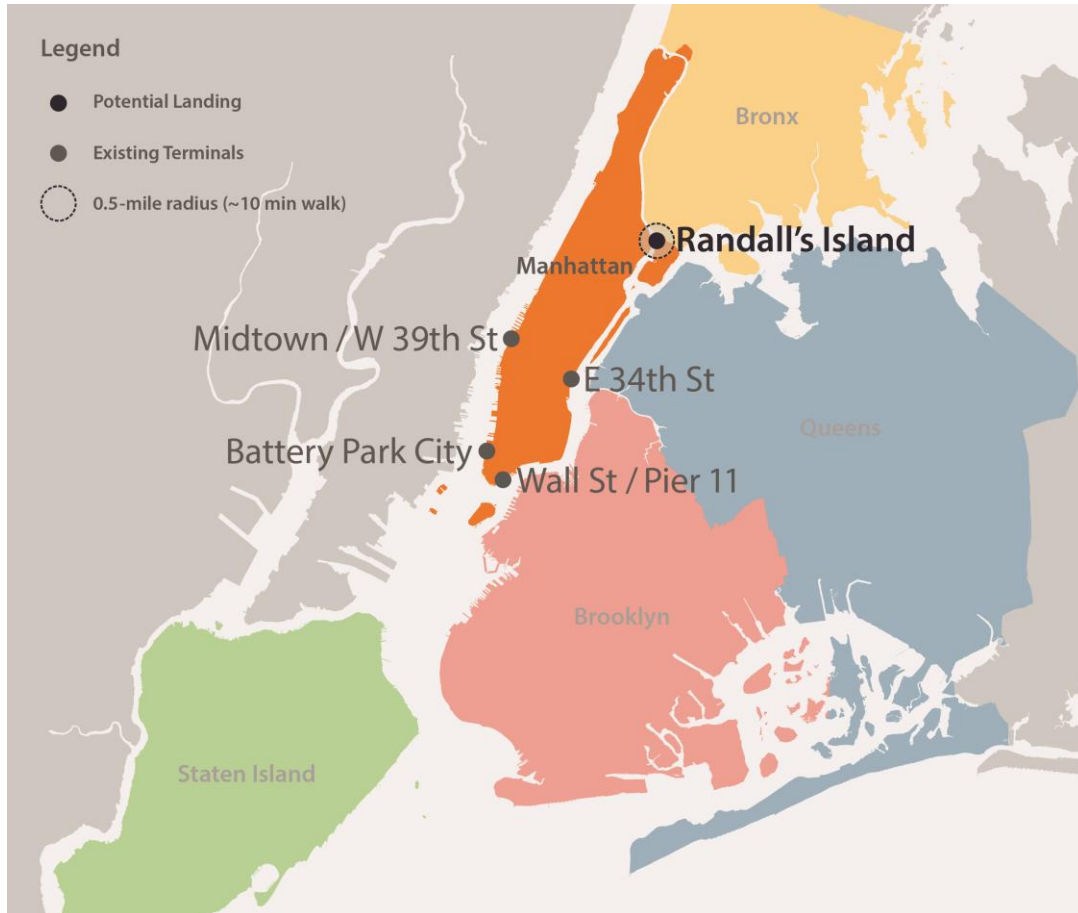 Legend
Potential Landing
Existing Terminals
0.5-mile radius (~10 min walk)
Bronx
Randall's Island
Manhattan
Midtown / W 39th St
E 34th St
Queens
Battery Park City
Wall St / Pier 11
Brooklyn
Staten Island